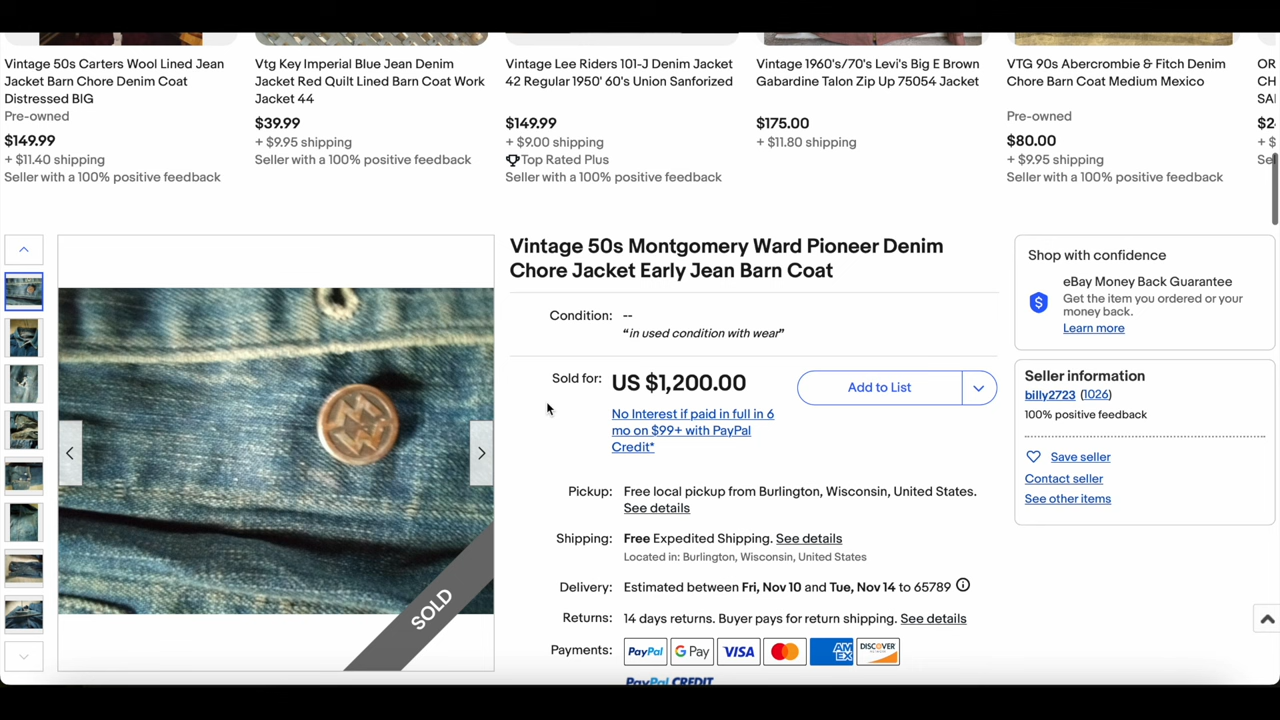 Vintage 50s Carters Wool Lined Jean
Jacket Barn Chore Denim Coat
Distressed BIG
Pre-owned
$149.99
+ $11.40 shipping
Seller with a 100% positive feedback
Vtg Key Imperial Blue Jean Denim
Jacket Red Quilt Lined Barn Coat Work
Jacket 44
$39.99
+ $9.95 shipping
Seller with a 100% positive feedback
Vintage Lee Riders 101-J Denim Jacket
42 Regular 1950' 60's Union Sanforized
$149.99
+ $9.00 shipping
Top Rated Plus
Seller with a 100% positive feedback
Vintage 1960's/70's Levi's Big E Brown
Gabardine Talon Zip Up 75054 Jacket
$175.00
+ $11.80 shipping
VTG 90s Abercrombie & Fitch Denim
Chore Barn Coat Medium Mexico
Pre-owned
$80.00
+ $9.95 shipping
Seller with a 100% positive feedback
Vintage 50s Montgomery Ward Pioneer Denim
Chore Jacket Early Jean Barn Coat
Condition: --
“in used condition with wear”
Sold for: US $1,200.00
Add to List
No Interest if paid in full in 6
mo on $99+ with PayPal
Credit*
Pickup: Free local pickup from Burlington, Wisconsin, United States.
See details
Shipping: Free Expedited Shipping. See details
Located in: Burlington, Wisconsin, United States
Delivery: Estimated between Fri, Nov 10 and Tue, Nov 14 to 65789
Returns: 14 days returns. Buyer pays for return shipping. See details
Payments: PayPal G Pay VISA AM EX DISCOVER
PayPal CREDIT
SOLD
Shop with confidence
eBay Money Back Guarantee
Get the item you ordered or your
money back.
Learn more
Seller information
billy2723 (1026)
100% positive feedback
Save seller
Contact seller
See other items